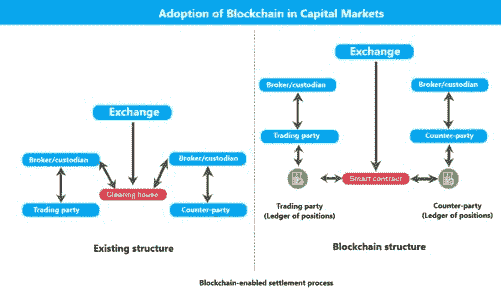 Adoption of Blockchain in Capital Markets
Exchange
Broker/custodian
Broker/custodian
Clearing house
Trading party
Counter-party
Existing structure
Exchange
Broker/custodian
Broker/custodian
Trading party
Counter-party
Smart contract
Trading party
(Ledger of positions)
Counter-party
(Ledger of positions)
Blockchain structure
Blockchain-enabled settlement process